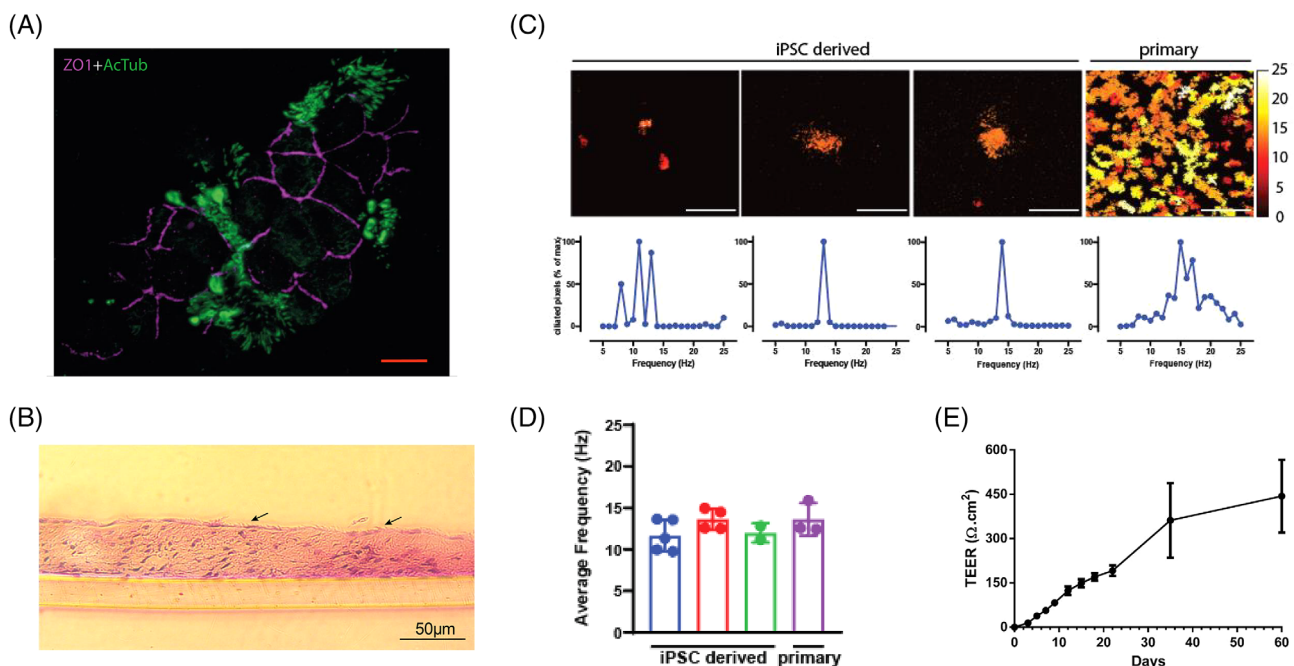 (A)
ZO1+AcTub
(B)
50µm
(C)
iPSC derived
primary
25
20
15
10
5
0
ciliated pixels (% of max)
100
50
0
5 15 10 20 25
Frequency (Hz)
100
50
0
5 10 15 20 25
Frequency (Hz)
100
50
0
5 10 15 20 25
Frequency (Hz)
100
50
0
5 10 15 20 25
Frequency (Hz)
(D)
Average Frequency (Hz)
25
20
15
10
5
0
iPSC derived
primary
(E)
TEER (Ω.cm²)
600
450
300
150
0
0 10 20 30 40 50 60
Days